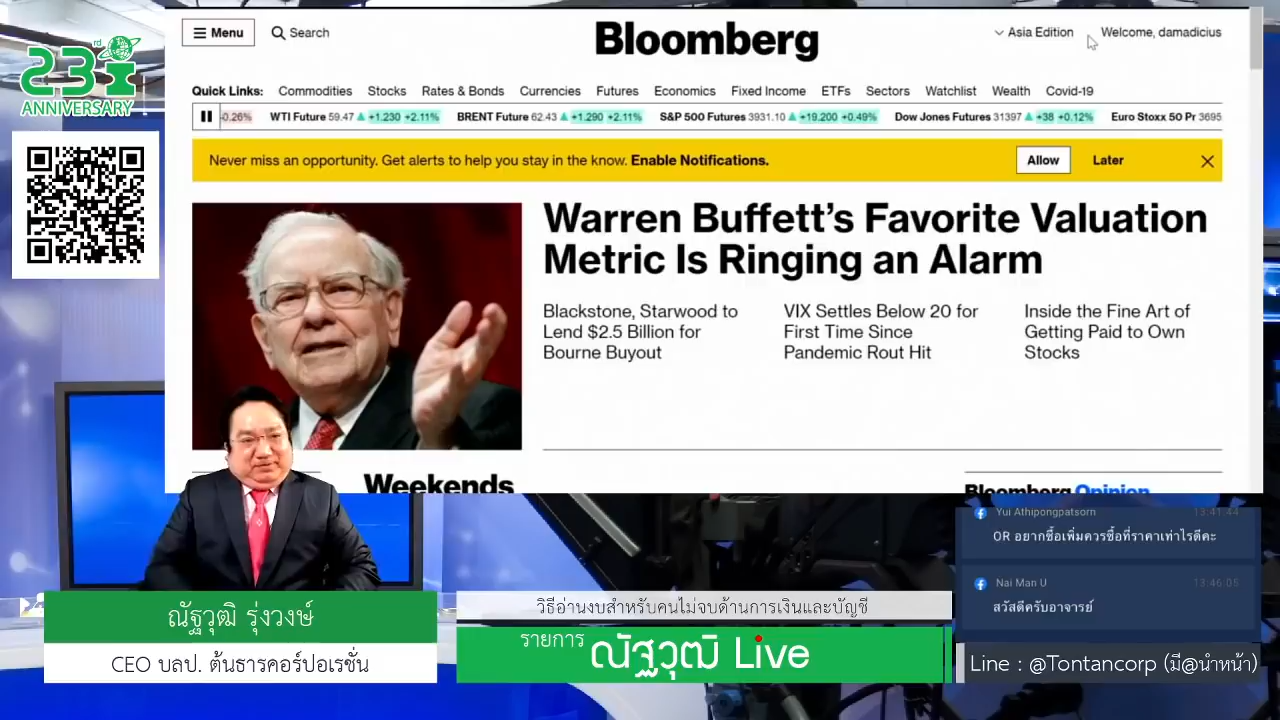 23rd
ANNIVERSARY
Menu
Search
Bloomberg
Asia Edition
Welcome, damadicius
Quick Links: Commodities Stocks Rates & Bonds Currencies Futures Economics Fixed Income ETFs Sectors Watchlist Wealth Covid-19
-0.26% WTI Future 59.47 ▲ +1.230 +2.11% BRENT Future 62.43 ▲ +1.290 +2.11% S&P 500 Futures 3931.10 ▲ +19.200 +0.49% Dow Jones Futures 31397 ▲ +38 +0.12% Euro Stoxx 50 Pr 3695
Never miss an opportunity. Get alerts to help you stay in the know. Enable Notifications.
Allow
Later
Warren Buffett's Favorite Valuation
Metric Is Ringing an Alarm
Blackstone, Starwood to
Lend $2.5 Billion for
Bourne Buyout
VIX Settles Below 20 for
First Time Since
Pandemic Rout Hit
Inside the Fine Art of
Getting Paid to Own
Stocks
Weekends
Bloomberg Opinion
Yui Athipongpatsorn 13:41:44
OR อยากซื้อเพิ่มควรซื้อที่ราคาเท่าไรดีคะ
Nai Man U 13:46:05
สวัสดีครับอาจารย์
ณัฐวุฒิ รุ่งวงษ์
CEO บลป. ต้นธารคอร์ปอเรชั่น
วิธีอ่านงบสำหรับคนไม่จบด้านการเงินและบัญชี
รายการ
ณัฐวุฒิ Live
Line : @Tontancorp (มี@นำหน้า)